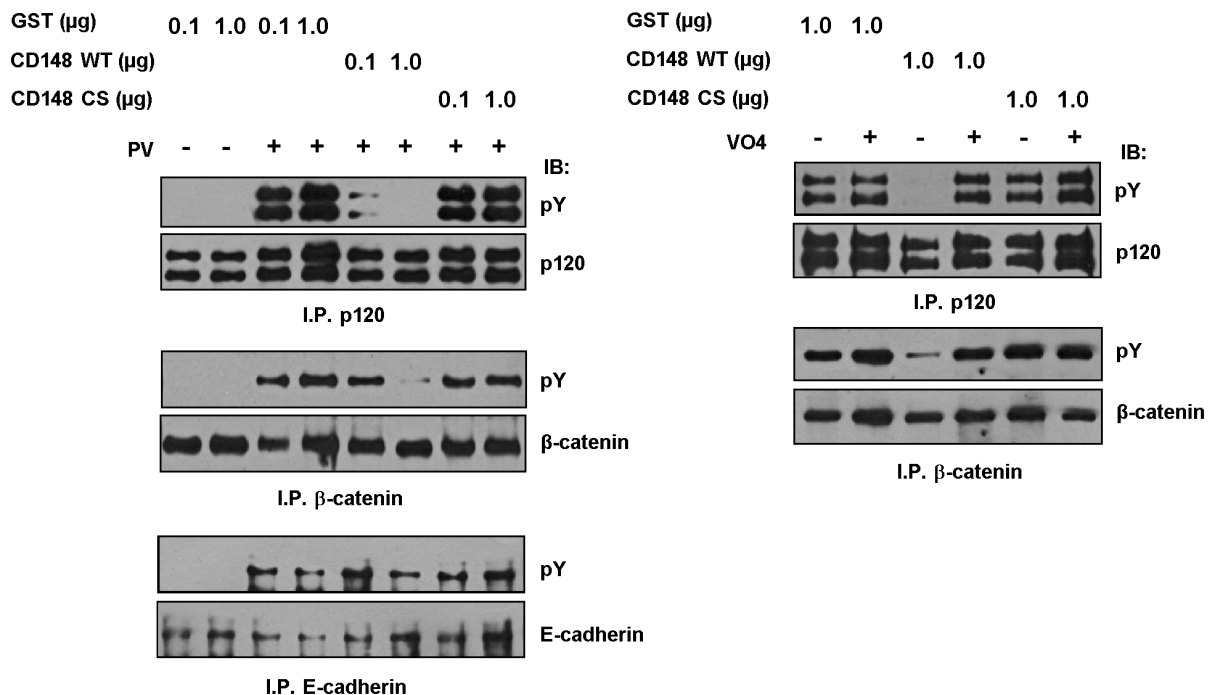 GST (µg) 0.1 1.0 0.1 1.0
CD148 WT (µg) 0.1 1.0
CD148 CS (µg) 0.1 1.0
PV - - + + + + + +
IB:
pY
p120
I.P. p120
pY
β-catenin
I.P. β-catenin
pY
E-cadherin
I.P. E-cadherin
GST (µg) 1.0 1.0
CD148 WT (µg) 1.0 1.0
CD148 CS (µg) 1.0 1.0
VO4 - + - + - +
IB:
pY
p120
I.P. p120
pY
β-catenin
I.P. β-catenin